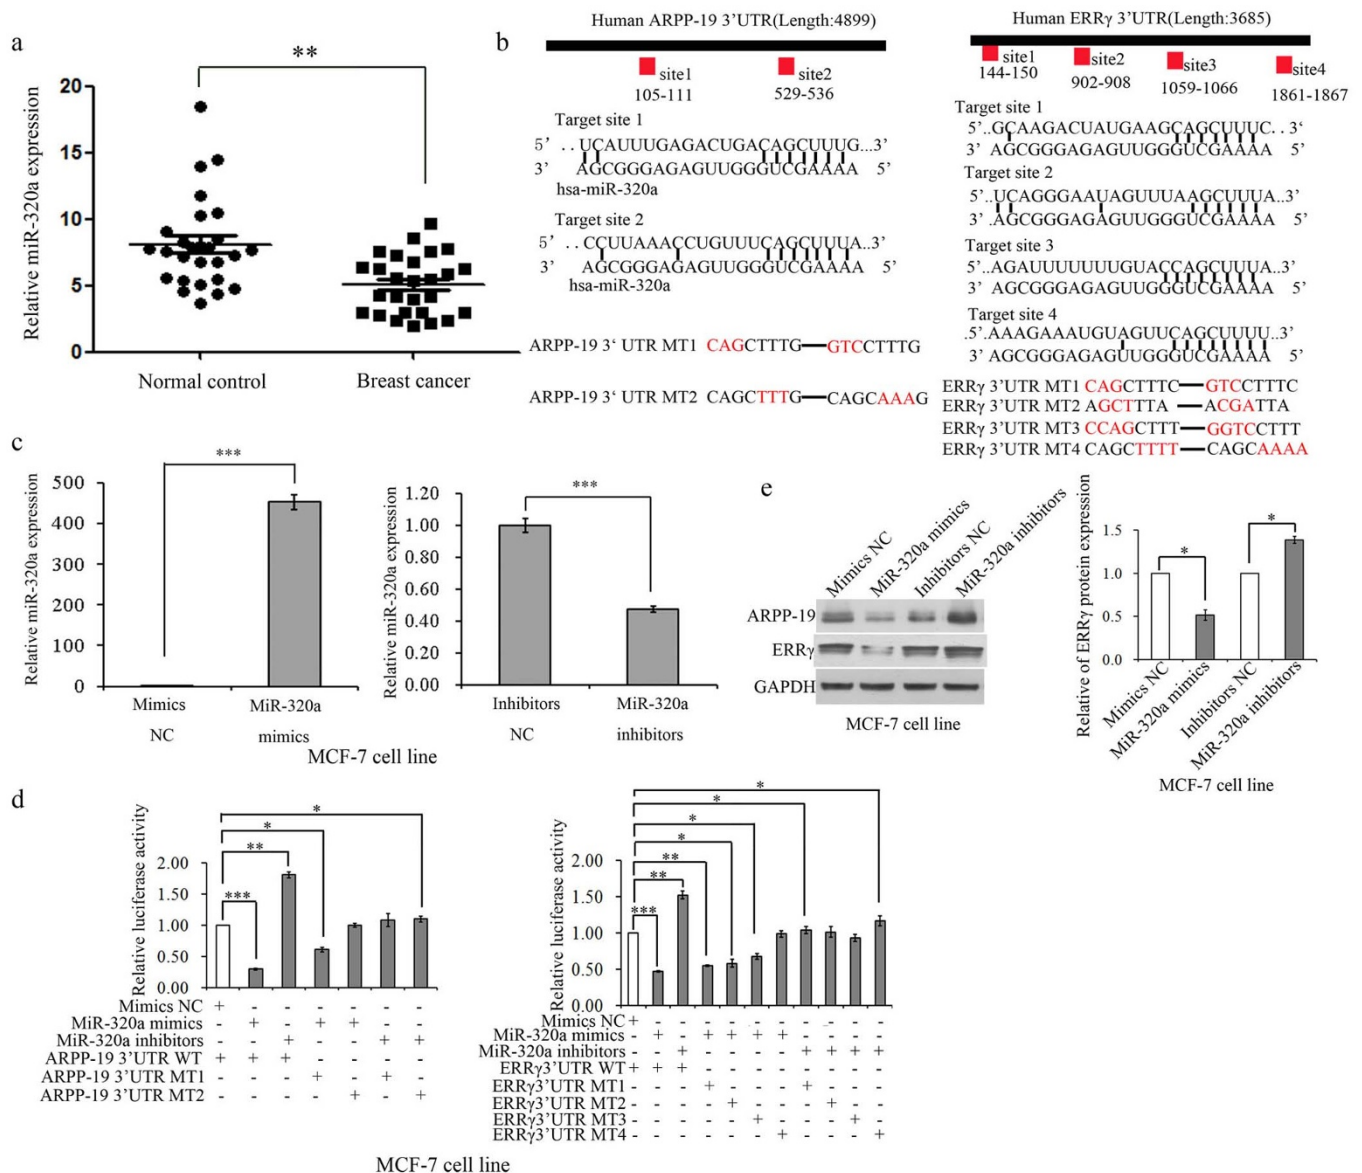 a
**
Relative miR-320a expression
20
15
10
5
0
Normal control
Breast cancer
b
Human ARPP-19 3’UTR(Length:4899)
site1
105-111
site2
529-536
Target site 1
5’ ..UCAUUUGAGACUGACAGCUUUG...3’
3’ AGCGGGAGAGUUGGGUCGAAAA 5’
hsa-miR-320a
Target site 2
5’ ..CCUUAAACCUGUUUCAGCUUUA...3’
3’ AGCGGGAGAGUUGGGUCGAAAA 5’
hsa-miR-320a
ARPP-19 3‘ UTR MT1 CAGCTTTG—GTCCTTTG
ARPP-19 3‘ UTR MT2 CAGCTTTG—CAGCAAAG
Human ERRγ 3’UTR(Length:3685)
site1
144-150
site2
902-908
site3
1059-1066
site4
1861-1867
Target site 1
5’..GCAAGACUAUGAAGCAGCUUUC.. 3‘
3’ AGCGGGAGAGUUGGGUCGAAAA 5’
Target site 2
5’..UCAGGGAAUAGUUUAAGCUUUA..3’
3’ AGCGGGAGAGUUGGGUCGAAAA 5’
Target site 3
5’..AGAUUUUUUUGUACCAGCUUUA..3’
3’ AGCGGGAGAGUUGGGUCGAAAA 5’
Target site 4
.5’AAAGAAAUGUAGUUCAGCUUUU..3’
3’ AGCGGGAGAGUUGGGUCGAAAA 5’
ERRγ 3’UTR MT1 CAGCTTTC—GTCCTTTC
ERRγ 3’UTR MT2 AGCTTTA — ACGATTA
ERRγ 3’UTR MT3 CCAGCTTT—GGTCCTTT
ERRγ 3’UTR MT4 CAGCTTTT—CAGCAAAA
c
***
Relative miR-320a expression
500
400
300
200
100
0
Mimics NC
MiR-320a mimics
***
Relative miR-320a expression
1.20
1.00
0.80
0.60
0.40
0.20
0.00
Inhibitors NC
MiR-320a inhibitors
MCF-7 cell line
e
Mimics NC
MiR-320a mimics
Inhibitors NC
MiR-320a inhibitors
ARPP-19
ERRγ
GAPDH
MCF-7 cell line
Relative of ERRγ protein expression
1.5
1.0
0.5
0.0
*
*
Mimics NC
MiR-320a mimics
Inhibitors NC
MiR-320a inhibitors
MCF-7 cell line
d
Relative luciferase activity
2.00
1.50
1.00
0.50
0.00
*
*
**
***
Mimics NC + - - - - - -
MiR-320a mimics - + - + + - -
MiR-320a inhibitors - - + - - + +
ARPP-19 3’UTR WT + + + - - - -
ARPP-19 3’UTR MT1 - - - + - + -
ARPP-19 3’UTR MT2 - - - - + - +
Relative luciferase activity
2.00
1.50
1.00
0.50
0.00
*
*
*
*
**
**
***
Mimics NC + - - - - - - - - - -
MiR-320a mimics - + - + + + + - - - -
MiR-320a inhibitors - - + - - - - + + + +
ERRγ3’UTR WT + + + - - - - - - - -
ERRγ3’UTR MT1 - - - + - - - + - - -
ERRγ3’UTR MT2 - - - - + - - - + - -
ERRγ3’UTR MT3 - - - - - + - - - + -
ERRγ3’UTR MT4 - - - - - - + - - - +
MCF-7 cell line